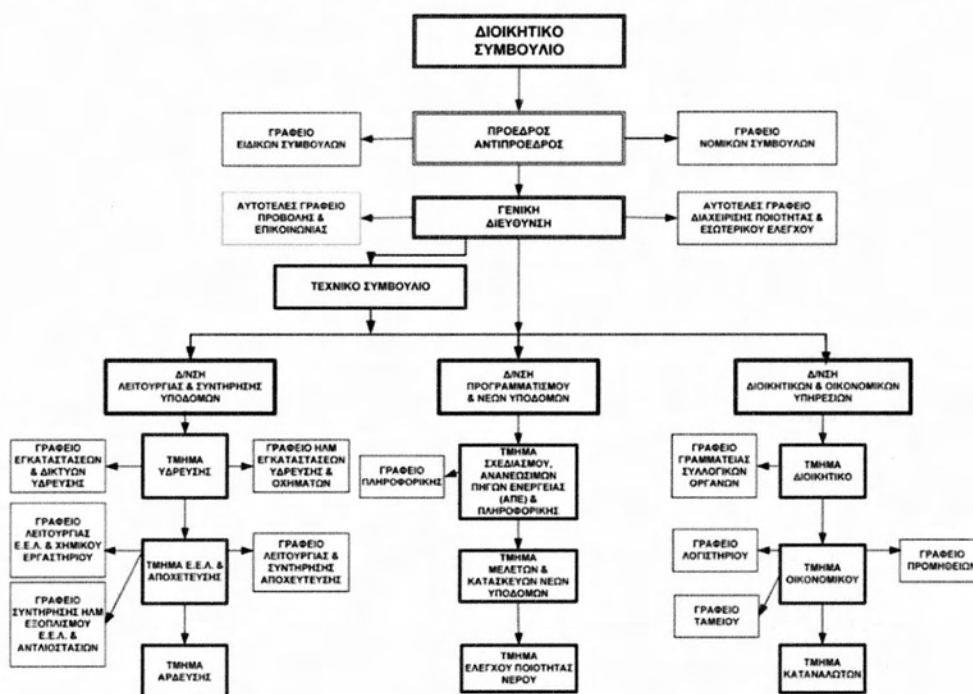 ΔΙΟΙΚΗΤΙΚΟ
ΣΥΜΒΟΥΛΙΟ
ΓΡΑΦΕΙΟ
ΕΙΔΙΚΩΝ ΣΥΜΒΟΥΛΩΝ
ΠΡΟΕΔΡΟΣ
ΑΝΤΙΠΡΟΕΔΡΟΣ
ΓΡΑΦΕΙΟ
ΝΟΜΙΚΩΝ ΣΥΜΒΟΥΛΩΝ
ΑΥΤΟΤΕΛΕΣ ΓΡΑΦΕΙΟ
ΠΡΟΒΟΛΗΣ &
ΕΠΙΚΟΙΝΩΝΙΑΣ
ΓΕΝΙΚΗ
ΔΙΕΥΘΥΝΣΗ
ΑΥΤΟΤΕΛΕΣ ΓΡΑΦΕΙΟ
ΔΙΑΧΕΙΡΙΣΗΣ ΠΟΙΟΤΗΤΑΣ &
ΕΣΩΤΕΡΙΚΟΥ ΕΛΕΓΧΟΥ
ΤΕΧΝΙΚΟ ΣΥΜΒΟΥΛΙΟ
Δ/ΝΣΗ
ΛΕΙΤΟΥΡΓΙΑΣ & ΣΥΝΤΗΡΗΣΗΣ
ΥΠΟΔΟΜΩΝ
Δ/ΝΣΗ
ΠΡΟΓΡΑΜΜΑΤΙΣΜΟΥ
& ΝΕΩΝ ΥΠΟΔΟΜΩΝ
Δ/ΝΣΗ
ΔΙΟΙΚΗΤΙΚΩΝ & ΟΙΚΟΝΟΜΙΚΩΝ
ΥΠΗΡΕΣΙΩΝ
ΓΡΑΦΕΙΟ
ΕΓΚΑΤΑΣΤΑΣΕΩΝ
& ΔΙΚΤΥΩΝ
ΥΔΡΕΥΣΗΣ
ΤΜΗΜΑ
ΥΔΡΕΥΣΗΣ
ΓΡΑΦΕΙΟ ΗΛΜ
ΕΓΚΑΤΑΣΤΑΣΕΩΝ
ΥΔΡΕΥΣΗΣ &
ΟΧΗΜΑΤΩΝ
ΓΡΑΦΕΙΟ
ΠΛΗΡΟΦΟΡΙΚΗΣ
ΤΜΗΜΑ
ΣΧΕΔΙΑΣΜΟΥ,
ΑΝΑΝΕΩΣΙΜΩΝ
ΠΗΓΩΝ ΕΝΕΡΓΕΙΑΣ
(ΑΠΕ) &
ΠΛΗΡΟΦΟΡΙΚΗΣ
ΓΡΑΦΕΙΟ
ΓΡΑΜΜΑΤΕΙΑΣ
ΣΥΛΛΟΓΙΚΩΝ
ΟΡΓΑΝΩΝ
ΤΜΗΜΑ
ΔΙΟΙΚΗΤΙΚΟ
ΓΡΑΦΕΙΟ
ΛΕΙΤΟΥΡΓΙΑΣ
Ε.Ε.Λ. & ΧΗΜΙΚΟΥ
ΕΡΓΑΣΤΗΡΙΟΥ
ΤΜΗΜΑ Ε.Ε.Λ. &
ΑΠΟΧΕΤΕΥΣΗΣ
ΓΡΑΦΕΙΟ
ΛΕΙΤΟΥΡΓΙΑΣ &
ΣΥΝΤΗΡΗΣΗΣ
ΑΠΟΧΕΥΤΕΥΣΗΣ
ΤΜΗΜΑ
ΜΕΛΕΤΩΝ &
ΚΑΤΑΣΚΕΥΩΝ ΝΕΩΝ
ΥΠΟΔΟΜΩΝ
ΓΡΑΦΕΙΟ
ΛΟΓΙΣΤΗΡΙΟΥ
ΤΜΗΜΑ
ΟΙΚΟΝΟΜΙΚΟΥ
ΓΡΑΦΕΙΟ
ΠΡΟΜΗΘΕΙΩΝ
ΓΡΑΦΕΙΟ
ΣΥΝΤΗΡΗΣΗΣ ΗΛΜ
ΕΞΟΠΛΙΣΜΟΥ
Ε.Ε.Λ. &
ΑΝΤΛΙΟΣΤΑΣΙΩΝ
ΓΡΑΦΕΙΟ
ΤΑΜΕΙΟΥ
ΤΜΗΜΑ
ΑΡΔΕΥΣΗΣ
ΤΜΗΜΑ
ΕΛΕΓΧΟΥ ΠΟΙΟΤΗΤΑΣ
ΝΕΡΟΥ
ΤΜΗΜΑ
ΚΑΤΑΝΑΛΩΤΩΝ